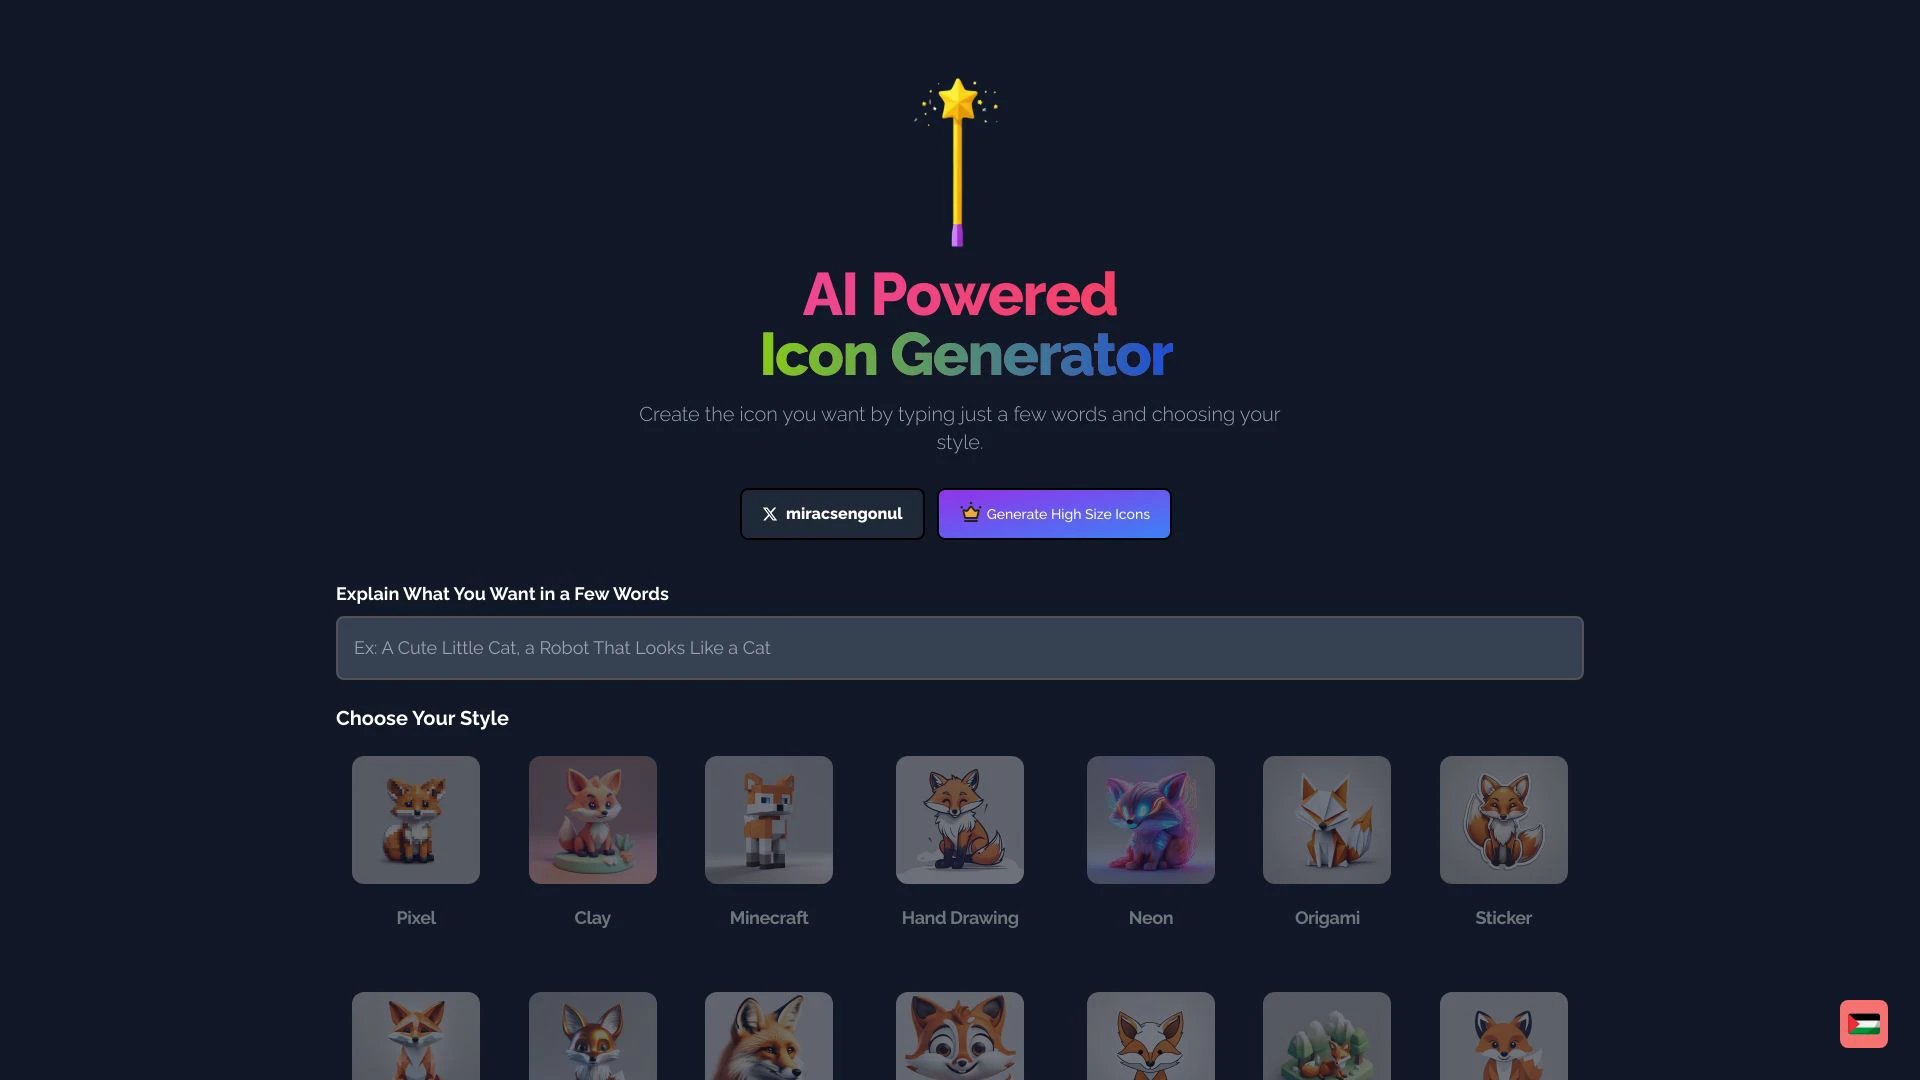 AI Powered
Icon Generator
Create the icon you want by typing just a few words and choosing your
style.
miracsengonul
Generate High Size Icons
Explain What You Want in a Few Words
Ex: A Cute Little Cat, a Robot That Looks Like a Cat
Choose Your Style
Pixel
Clay
Minecraft
Hand Drawing
Neon
Origami
Sticker